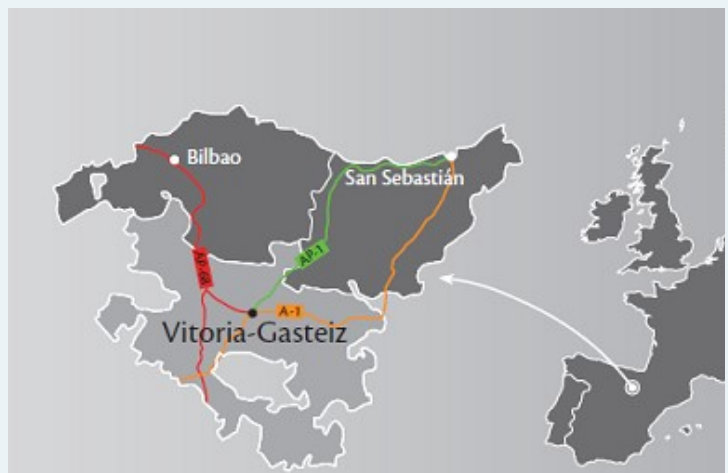 Bilbao
San Sebastián
AP-1
AP-68
A-1
Vitoria-Gasteiz